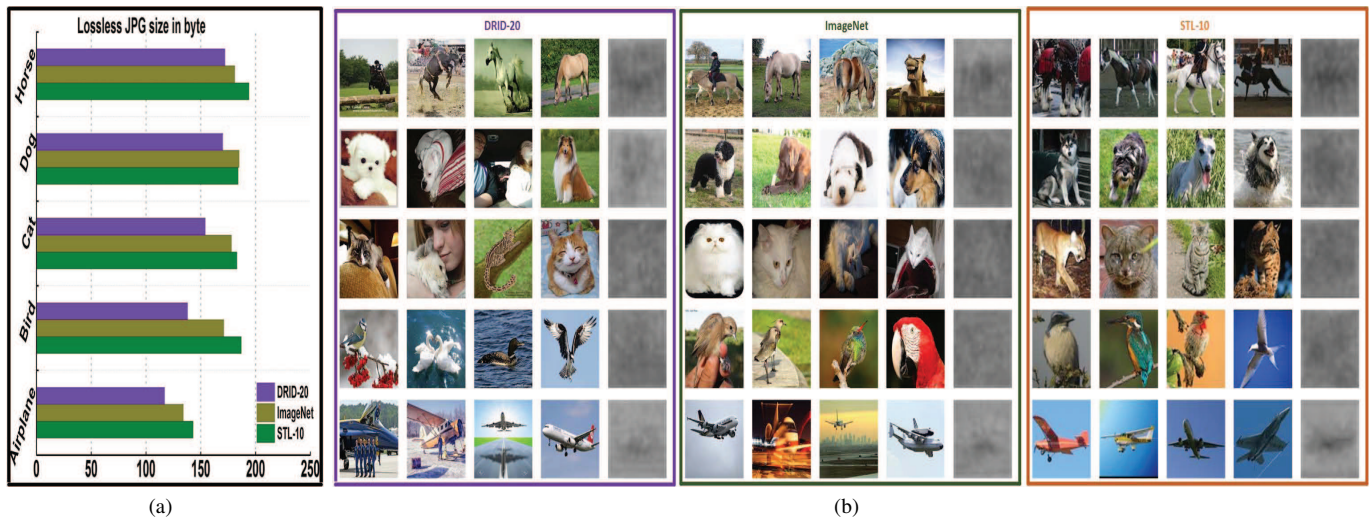 Lossless JPG size in byte
Horse
Dog
Cat
Bird
Airplane
DRID-20
ImageNet
STL-10
0 50 100 150 200 250
DRID-20
ImageNet
STL-10
(a)
(b)